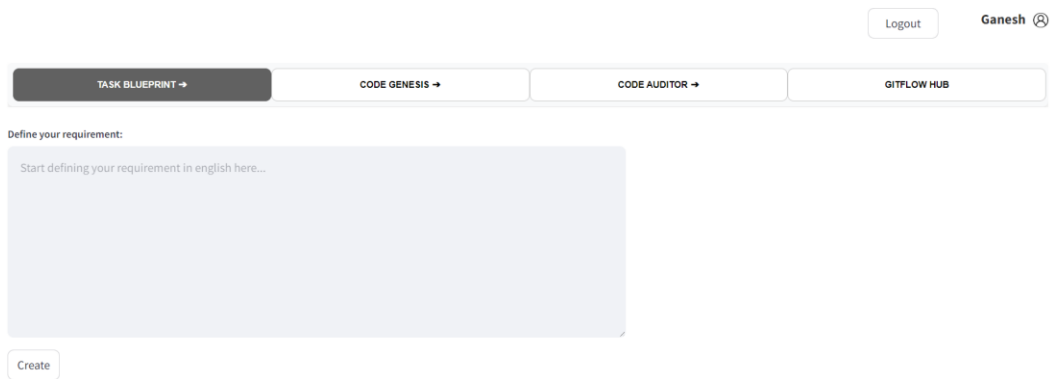 Logout Ganesh
TASK BLUEPRINT ➔ CODE GENESIS ➔ CODE AUDITOR ➔ GITFLOW HUB
Define your requirement:
Start defining your requirement in english here...
Create